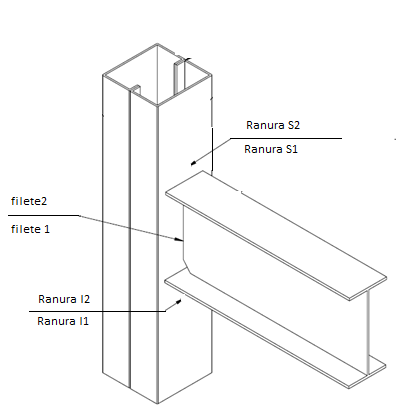 Ranura S2
Ranura S1
filete2
filete 1
Ranura I2
Ranura I1